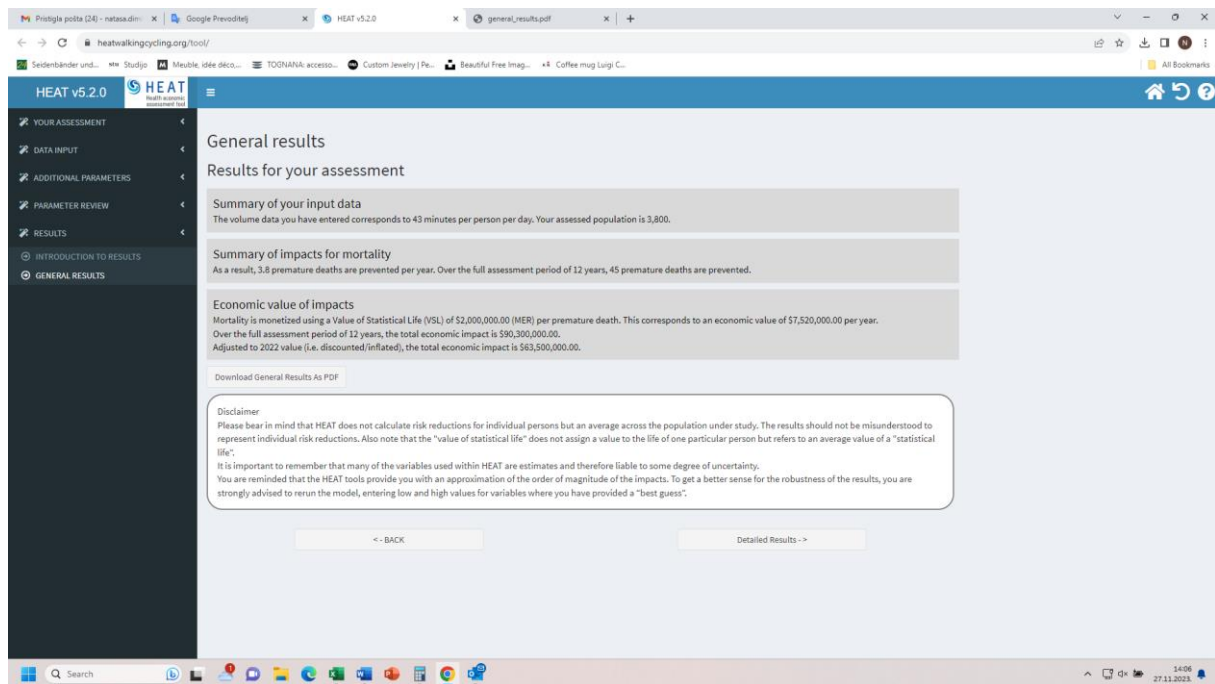 Pristigla pošta (24) - natasa.dim
Google Prevoditelj
HEAT v5.2.0
general_results.pdf
heatwalkingcycling.org/tool/
Seidenbänder und...
Studijo
Meuble, idée déco,...
TOGNANA: accesso...
Custom Jewelry | Pe...
Beautiful Free Imag...
Coffee mug Luigi C...
All Bookmarks
HEAT v5.2.0
HEAT
Health economic
assessment tool
YOUR ASSESSMENT
DATA INPUT
ADDITIONAL PARAMETERS
PARAMETER REVIEW
RESULTS
INTRODUCTION TO RESULTS
GENERAL RESULTS
General results
Results for your assessment
Summary of your input data
The volume data you have entered corresponds to 43 minutes per person per day. Your assessed population is 3,800.
Summary of impacts for mortality
As a result, 3.8 premature deaths are prevented per year. Over the full assessment period of 12 years, 45 premature deaths are prevented.
Economic value of impacts
Mortality is monetized using a Value of Statistical Life (VSL) of $2,000,000.00 (MER) per premature death. This corresponds to an economic value of $7,520,000.00 per year.
Over the full assessment period of 12 years, the total economic impact is $90,300,000.00.
Adjusted to 2022 value (i.e. discounted/inflated), the total economic impact is $63,500,000.00.
Download General Results As PDF
Disclaimer
Please bear in mind that HEAT does not calculate risk reductions for individual persons but an average across the population under study. The results should not be misunderstood to
represent individual risk reductions. Also note that the "value of statistical life" does not assign a value to the life of one particular person but refers to an average value of a "statistical
life".
It is important to remember that many of the variables used within HEAT are estimates and therefore liable to some degree of uncertainty.
You are reminded that the HEAT tools provide you with an approximation of the order of magnitude of the impacts. To get a better sense for the robustness of the results, you are
strongly advised to rerun the model, entering low and high values for variables where you have provided a "best guess".
< - BACK
Detailed Results - >
Search
14:06
27.11.2023.